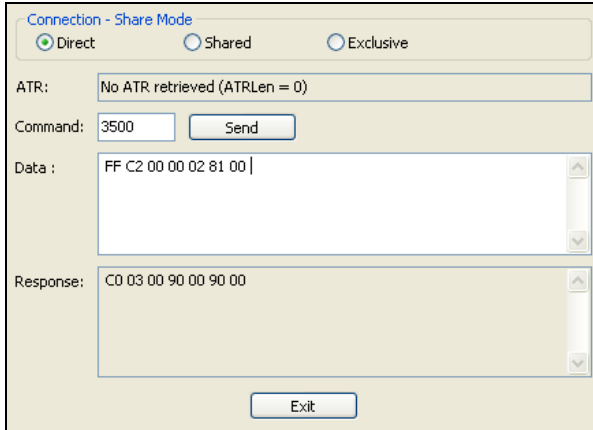 Connection - Share Mode
Direct Shared Exclusive
ATR: No ATR retrieved (ATRLen = 0)
Command: 3500 Send
Data : FF C2 00 00 02 81 00
Response: C0 03 00 90 00 90 00
Exit